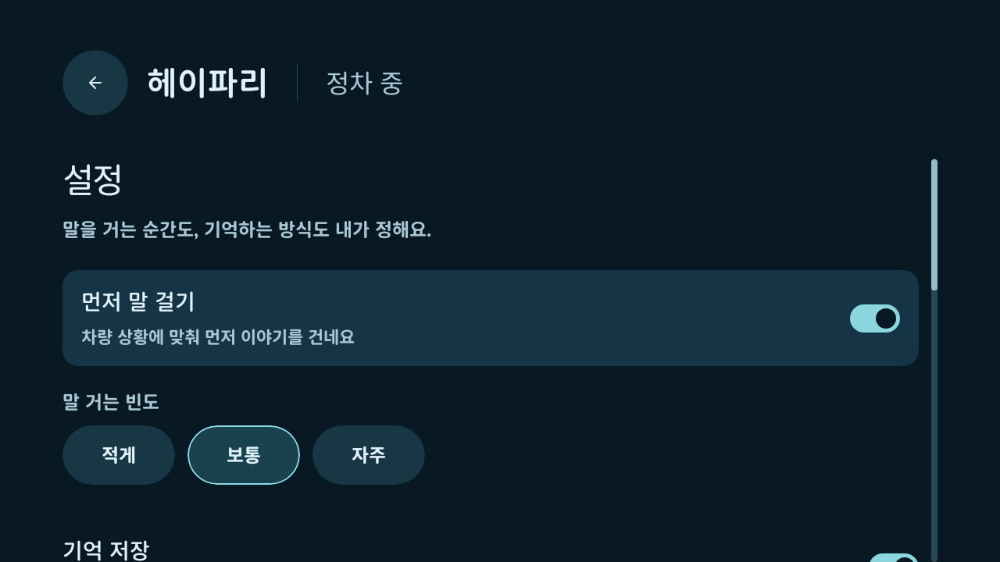 헤이파리
정차 중
설정
말을 거는 순간도, 기억하는 방식도 내가 정해요.
먼저 말 걸기
차량 상황에 맞춰 먼저 이야기를 건네요
말 거는 빈도
적게
보통
자주
기억 저장